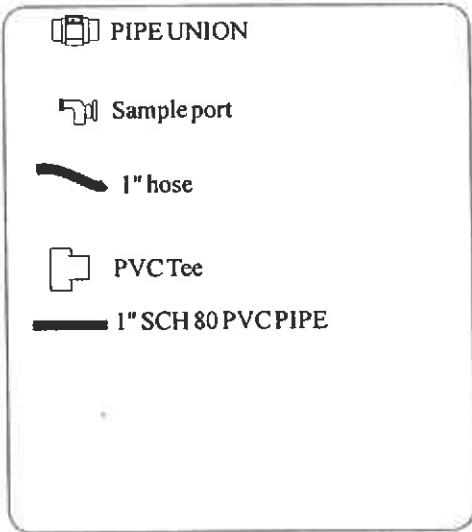 PIPE UNION
Sample port
1" hose
PVC Tee
1" SCH 80 PVC PIPE